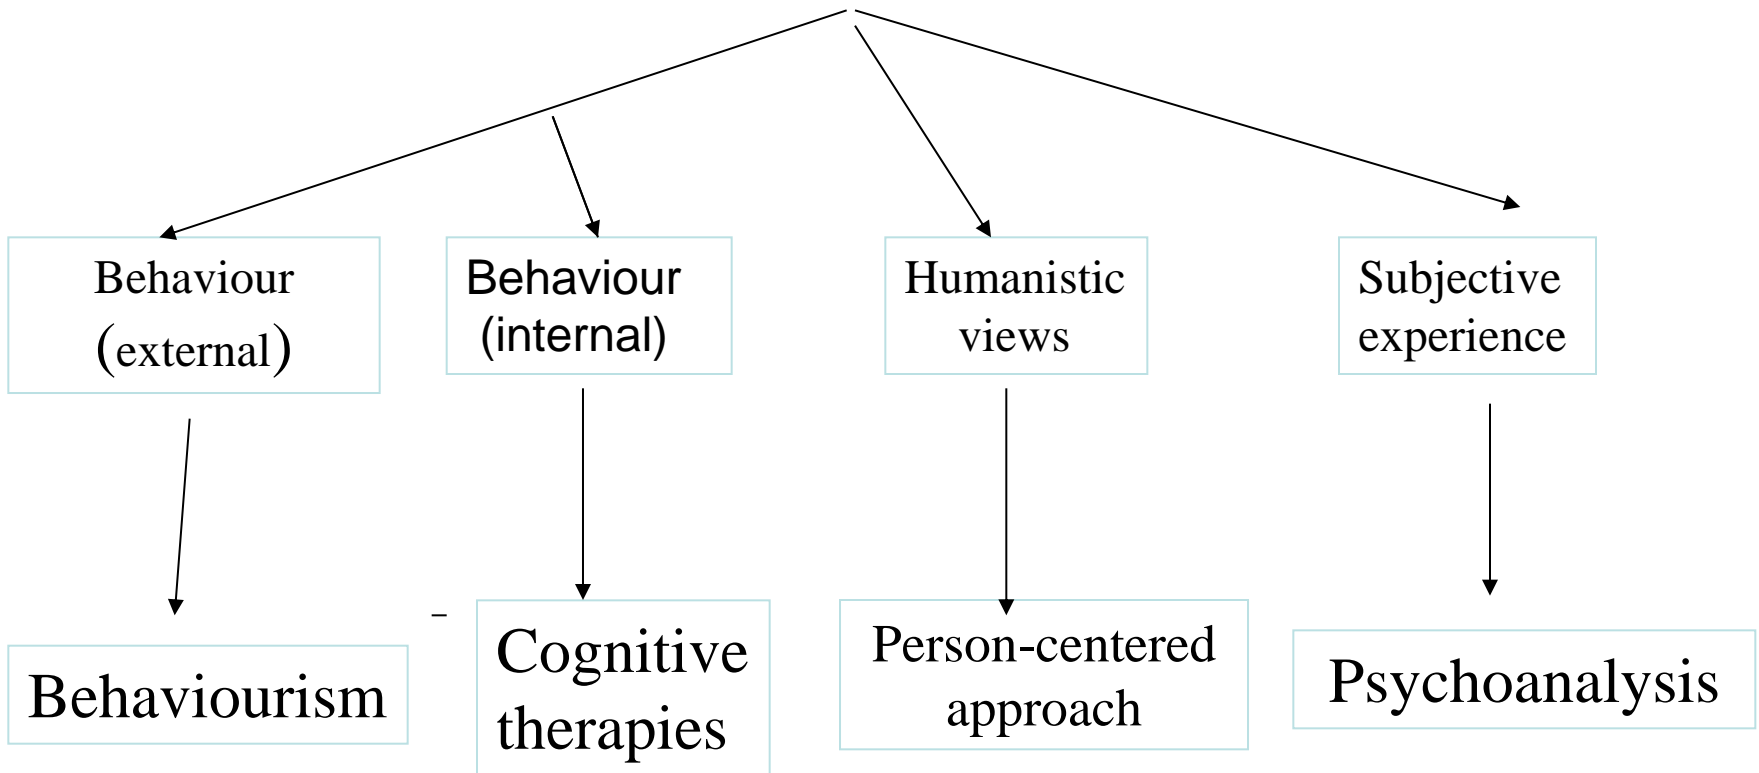 Behaviour
(external)
Behaviour
(internal)
Humanistic
views
Subjective
experience
Behaviourism
Cognitive
therapies
Person-centered
approach
Psychoanalysis